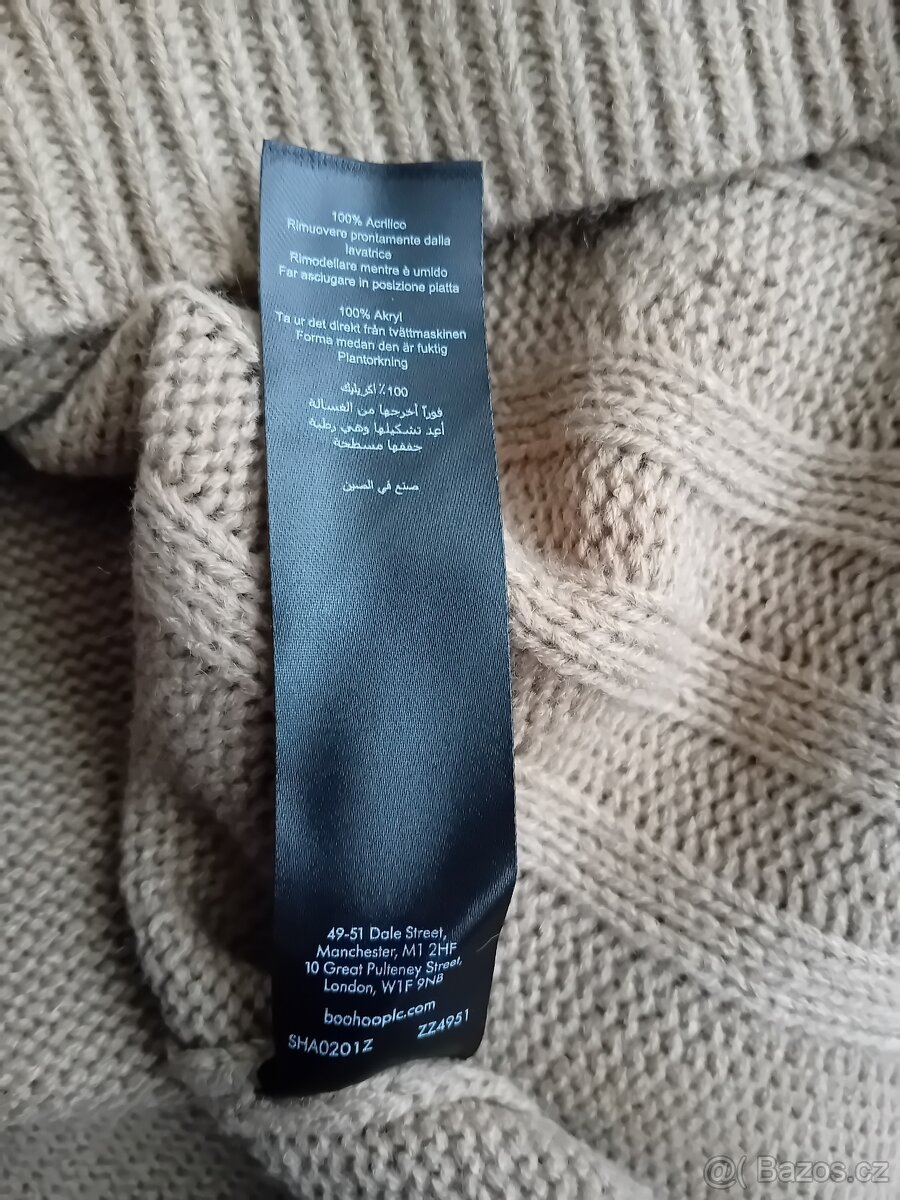 100% Acrilico
Rimuovere prontamente dalla
lavatrice
Rimodellare mentre è umido
Far asciugare in posizione piatta
100% Akryl
Ta ur det direkt från tvättmaskinen
Forma medan den är fuktig
Plantorkning
100٪ أكريليك
فوراً أخرجها من الغسالة
أعد تشكيلها وهي رطبة
جففها مسطحة
صنع في الصين
49-51 Dale Street,
Manchester, M1 2HF
10 Great Pulteney Street,
London, W1F 9NB
boohooplc.com
SHA0201Z ZZ4951
@( Bazos.cz